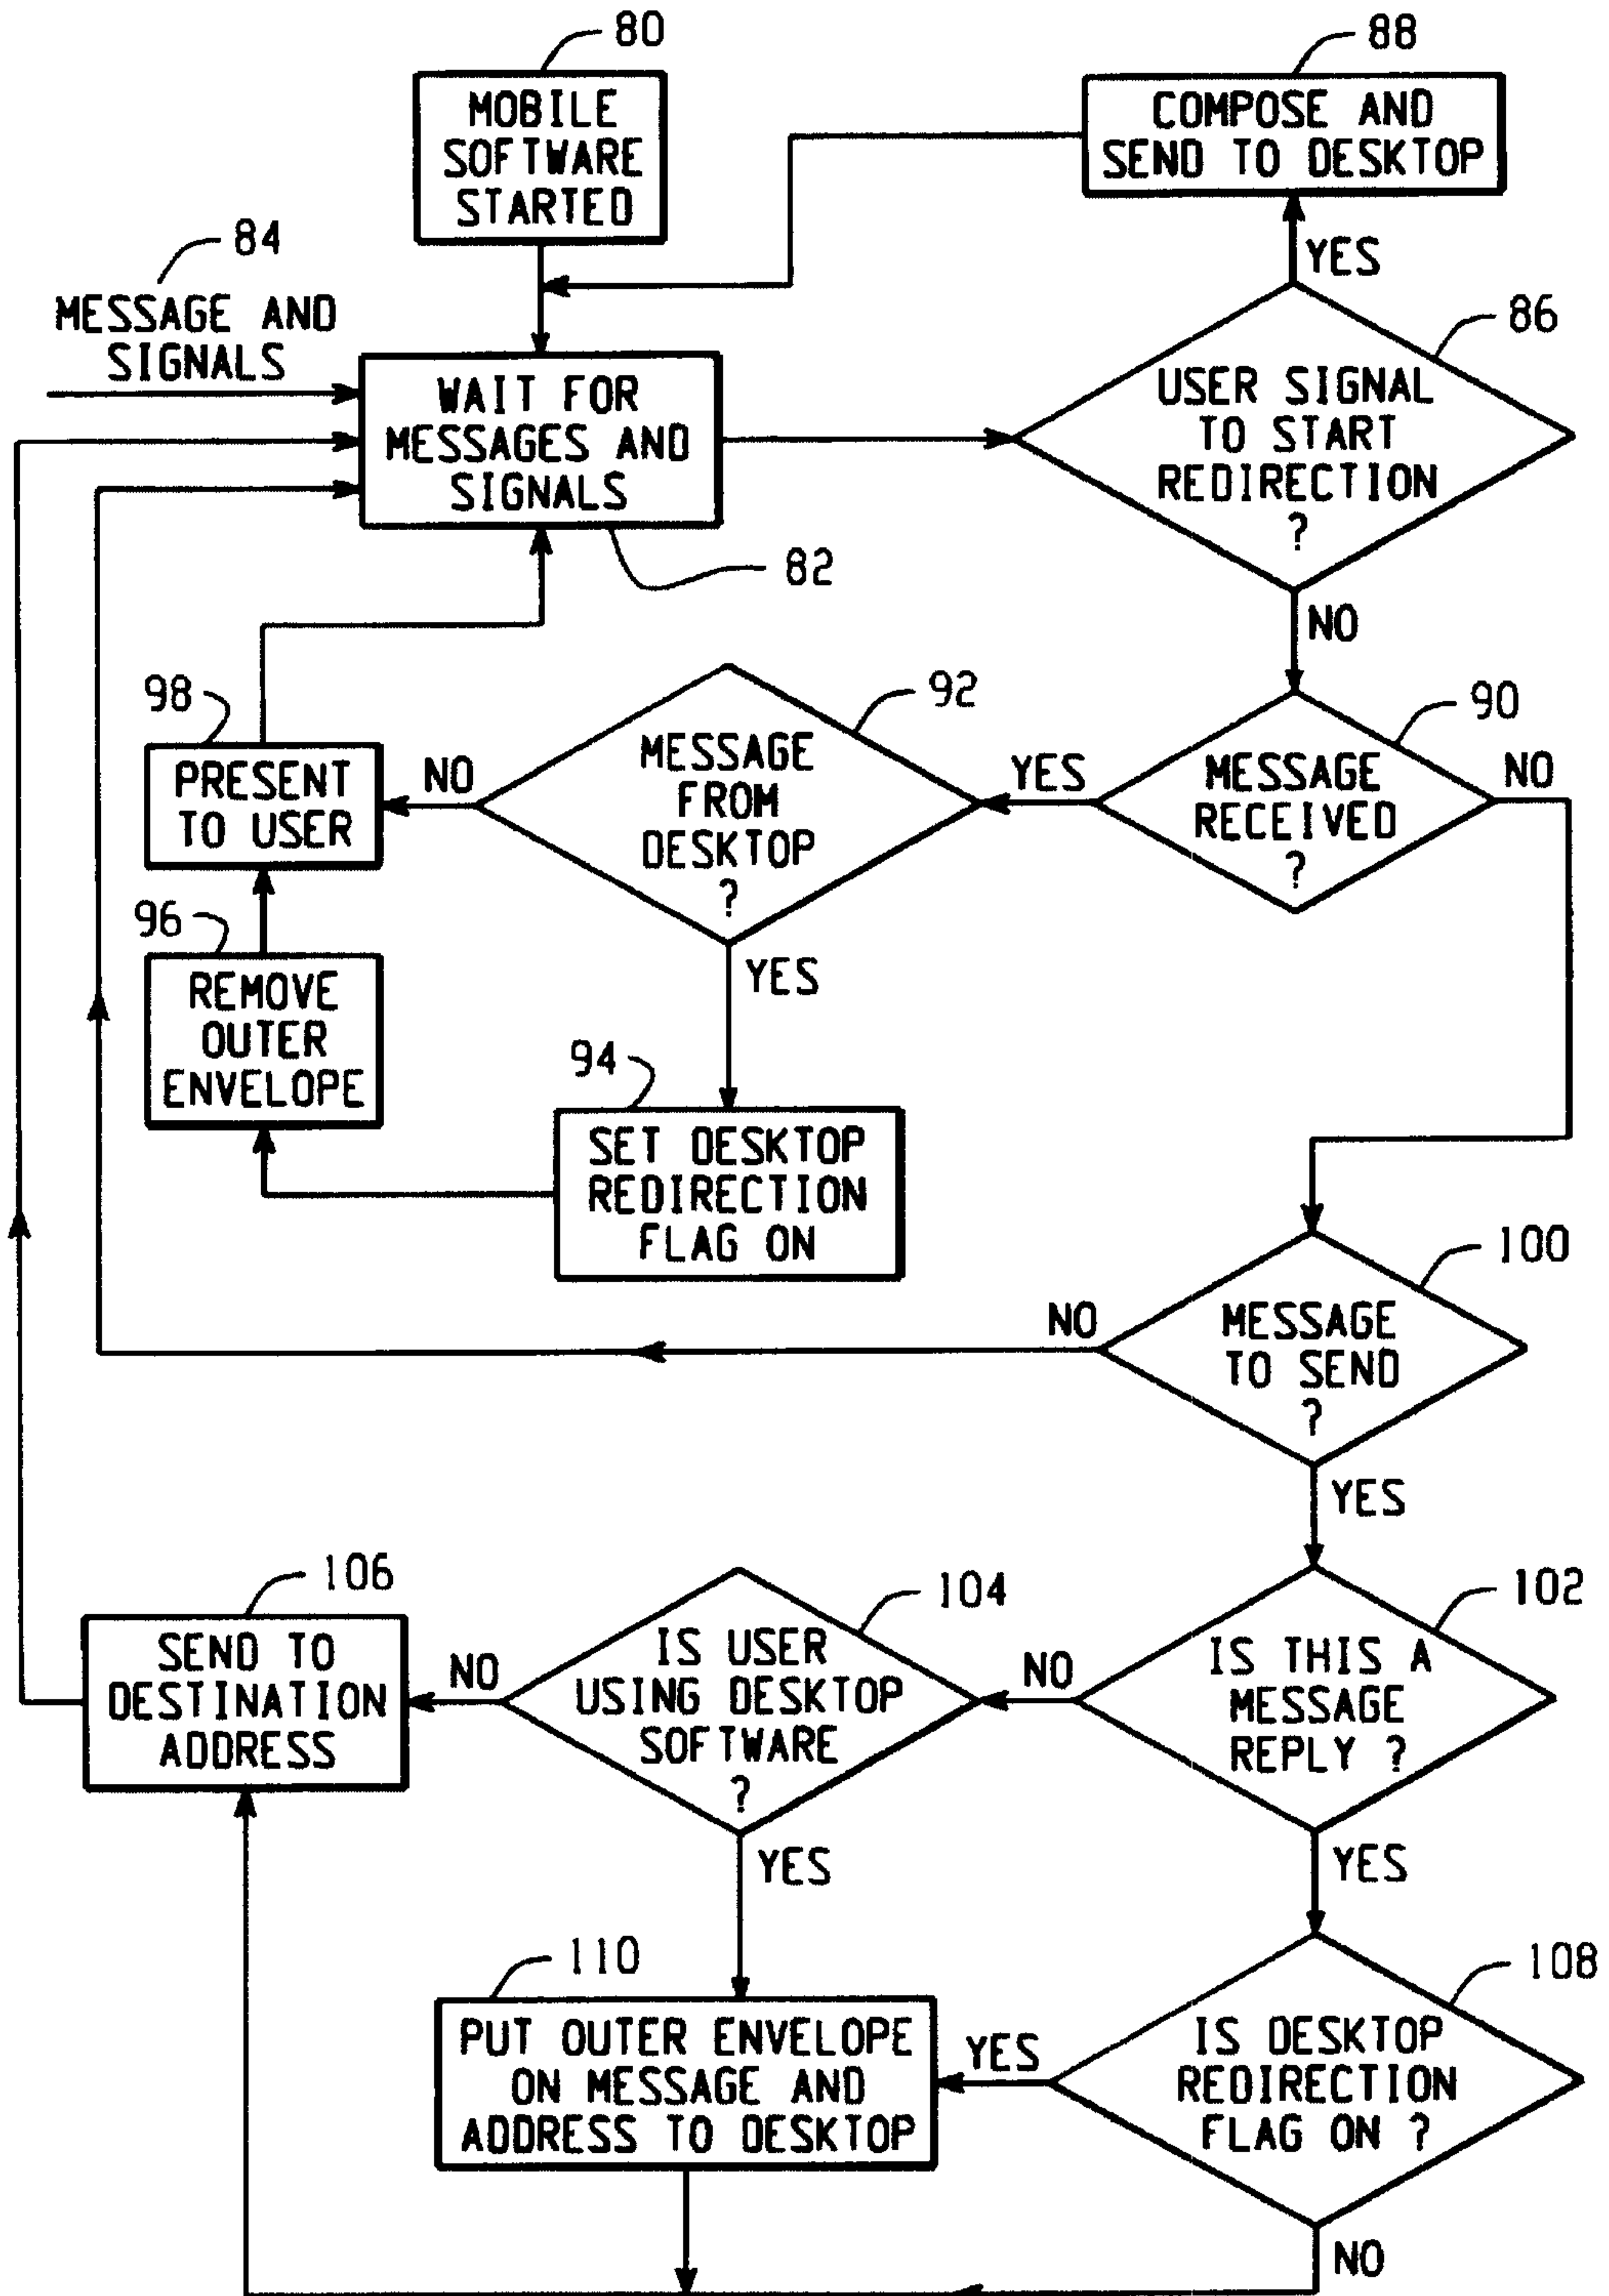 80
MOBILE
SOFTWARE
STARTED
88
COMPOSE AND
SEND TO DESKTOP
84
MESSAGE AND
SIGNALS
YES
86
USER SIGNAL
TO START
REDIRECTION
?
WAIT FOR
MESSAGES AND
SIGNALS
82
NO
98
PRESENT
TO USER
NO
92
MESSAGE
FROM
DESKTOP
?
YES
90
MESSAGE
RECEIVED
?
NO
96
REMOVE
OUTER
ENVELOPE
YES
94
SET DESKTOP
REDIRECTION
FLAG ON
100
MESSAGE
TO SEND
?
NO
YES
106
SEND TO
DESTINATION
ADDRESS
NO
104
IS USER
USING DESKTOP
SOFTWARE
?
NO
102
IS THIS A
MESSAGE
REPLY ?
YES
YES
110
PUT OUTER ENVELOPE
ON MESSAGE AND
ADDRESS TO DESKTOP
YES
108
IS DESKTOP
REDIRECTION
FLAG ON ?
NO